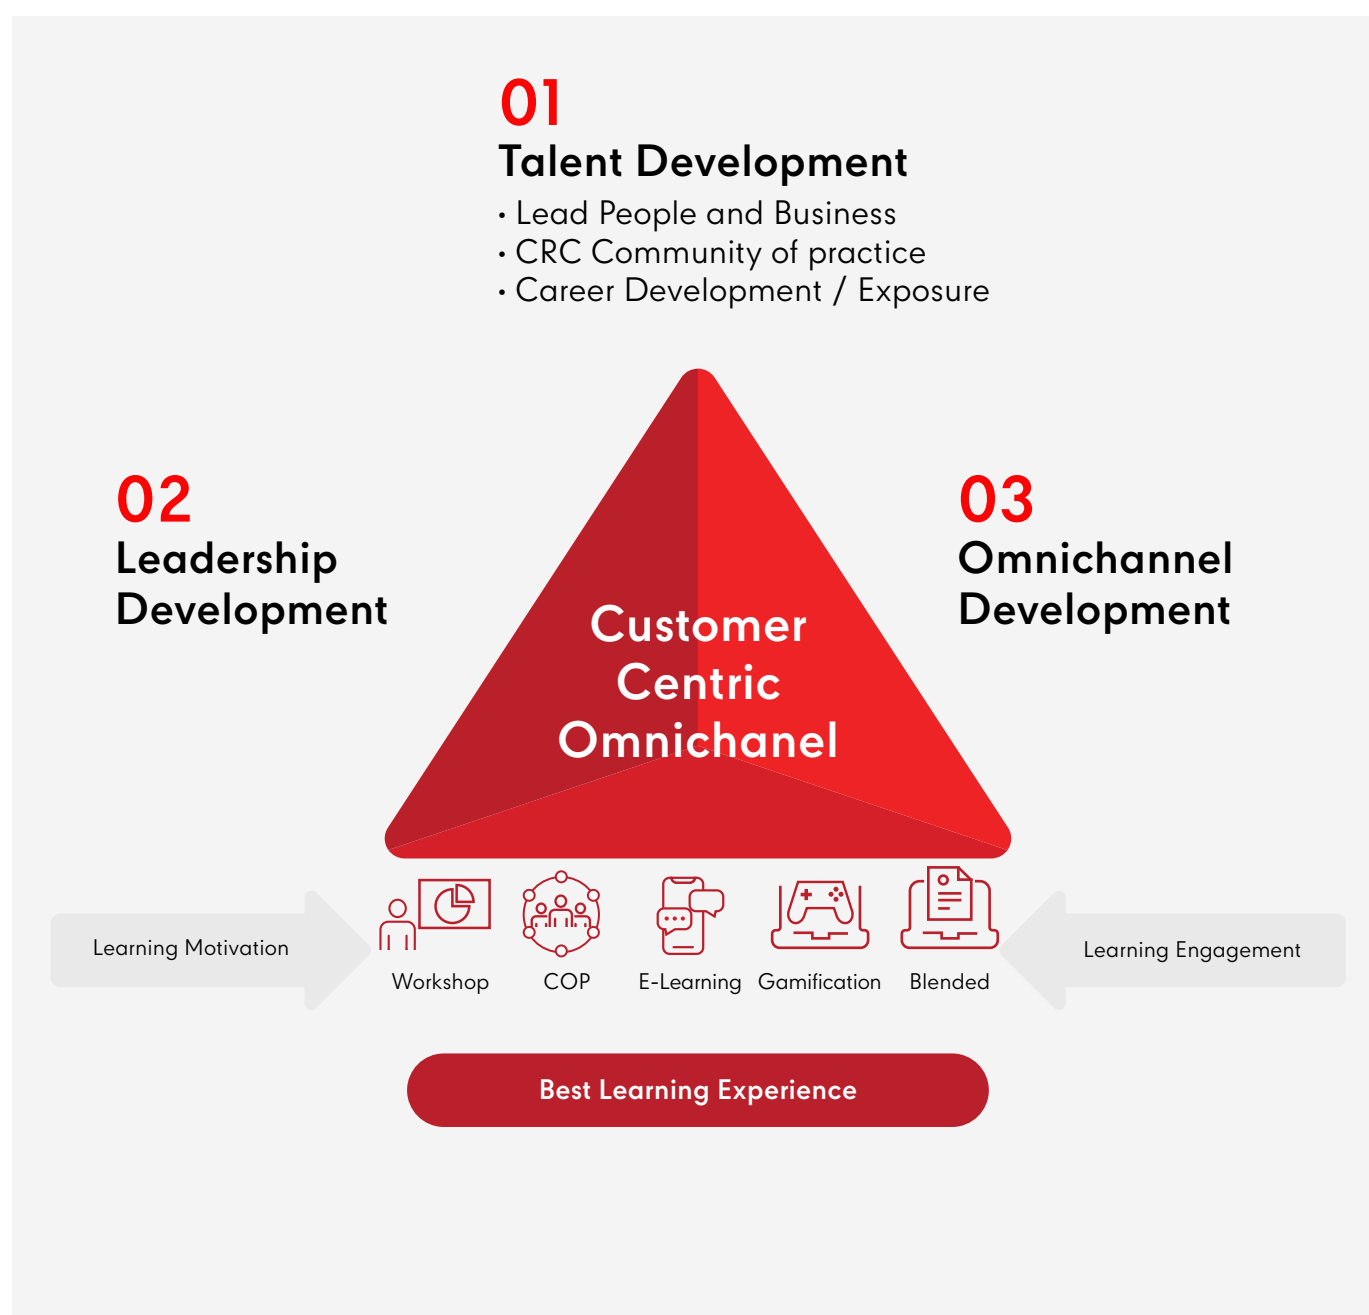 01
Talent Development
• Lead People and Business
• CRC Community of practice
• Career Development / Exposure
02
Leadership
Development
03
Omnichannel
Development
Customer
Centric
Omnichanel
Learning Motivation
Workshop
COP
E-Learning
Gamification
Blended
Learning Engagement
Best Learning Experience